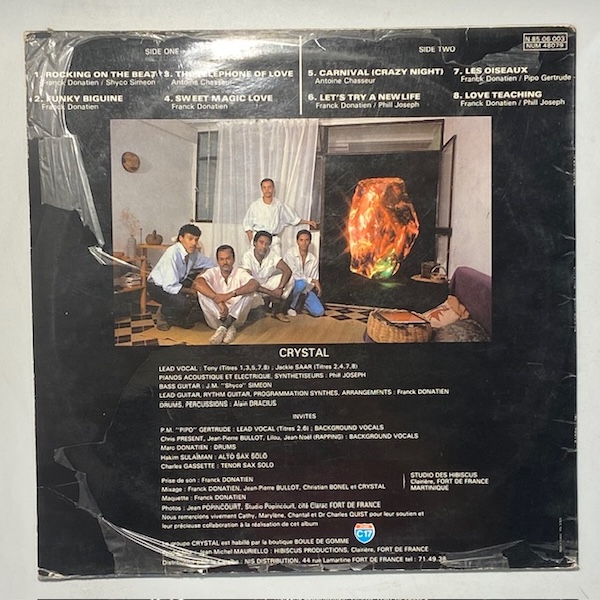 N.85.06 003
NUM 48079
SIDE ONE
SIDE TWO
1. ROCKING ON THE BEAT
Franck Donatien / Shyco Simeon
2. FUNKY BIGUINE
Franck Donatien
3. THE TELEPHONE OF LOVE
Antoine Chasseur
4. SWEET MAGIC LOVE
Franck Donatien
5. CARNIVAL (CRAZY NIGHT)
Antoine Chasseur
6. LET'S TRY A NEW LIFE
Franck Donatien / Phill Joseph
7. LES OISEAUX
Franck Donatien / Pipo Gertrude
8. LOVE TEACHING
Franck Donatien / Phill Joseph
CRYSTAL
LEAD VOCAL : Tony (Titres 1,3,5,7,8) ; Jackie SAAR (Titres 2,4,7,8)
PIANOS ACOUSTIQUE ET ELECTRIQUE, SYNTHETISEURS : Phill JOSEPH
BASS GUITAR : J.M. "Shyco" SIMEON
LEAD GUITAR, RYTHM GUITAR, PROGRAMMATION SYNTHES, ARRANGEMENTS : Franck DONATIEN
DRUMS, PERCUSSIONS : Alain DRACIUS
INVITES
P.M. "PIPO" GERTRUDE : LEAD VOCAL (Titres 2.6) ; BACKGROUND VOCALS
Chris PRESENT, Jean-Pierre BULLOT, Lilou, Jean-Noël (RAPPING) : BACKGROUND VOCALS
Marc DONATIEN : DRUMS
Hakim SULAÏMAN : ALTO SAX SOLO
Charles GASSETTE : TENOR SAX SOLO
Prise de son : Franck DONATIEN
Mixage : Franck DONATIEN, Jean-Pierre BULLOT, Christian BONEL et CRYSTAL
Maquette : Franck DONATIEN
STUDIO DES HIBISCUS
Clairière, FORT DE FRANCE
MARTINIQUE
Photos : Jean POPINCOURT, Studio Popincourt, cité Clarac FORT DE FRANCE
Nous remercions vivement Cathy, Marylène, Chantal et Dr Charles QUIST pour leur soutien et
leur précieuse collaboration à la réalisation de cet album
C17
Le groupe CRYSTAL est habillé par la boutique BOULE DE GOMME
Jean-Michel MAURIELLO : HIBISCUS PRODUCTIONS, Clairière, FORT DE FRANCE
NIS DISTRIBUTION, 44 rue Lamartine FORT DE FRANCE tel : 71.49.38